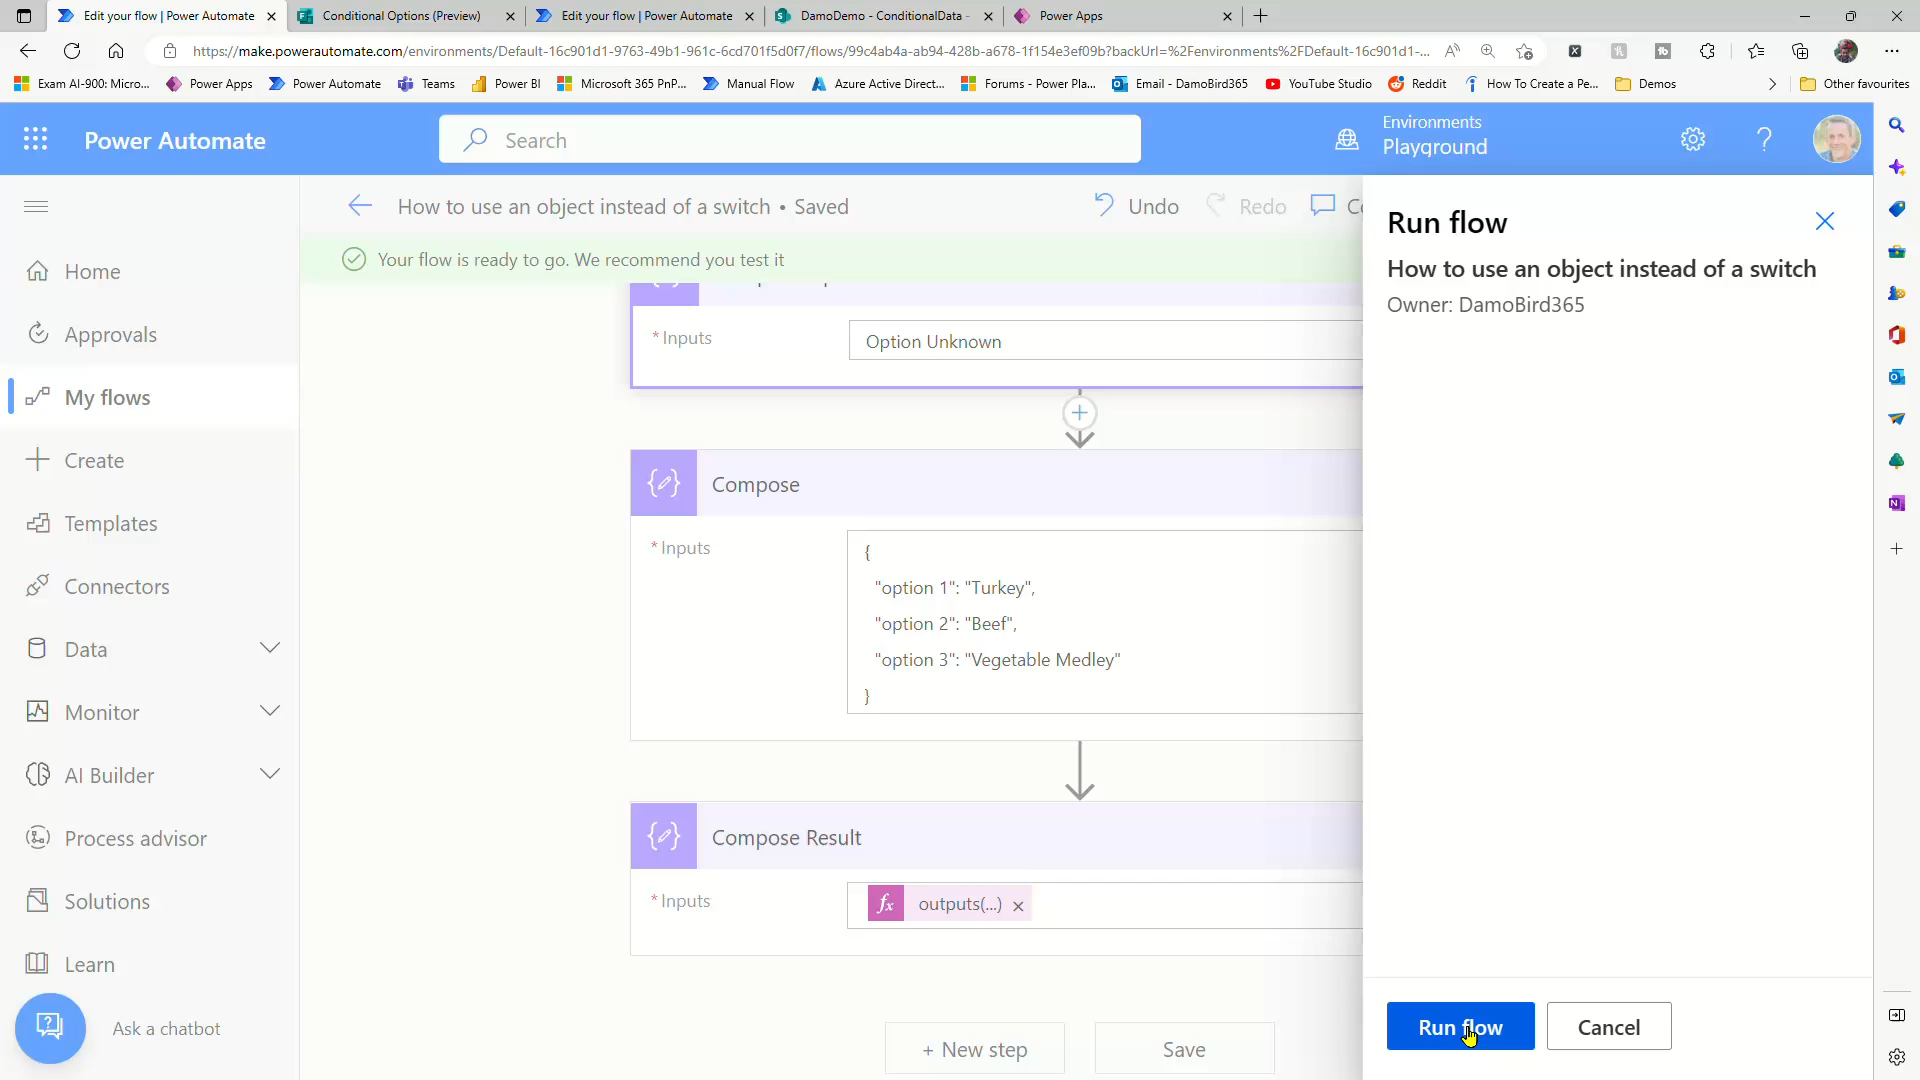 Edit your flow | Power Automate
Conditional Options (Preview)
Edit your flow | Power Automate
DamoDemo - ConditionalData -
Power Apps
https://make.powerautomate.com/environments/Default-16c901d1-9763-49b1-961c-6cd701f5d0f7/flows/99c4ab4a-ab94-428b-a678-1f154e3ef09b?backUrl=%2Fenvironments%2FDefault-16c901d1-...
Exam AI-900: Micro...
Power Apps
Power Automate
Teams
Power BI
Microsoft 365 PnP...
Manual Flow
Azure Active Direct...
Forums - Power Pla...
Email - DamoBird365
YouTube Studio
Reddit
How To Create a Pe...
Demos
Other favourites
Power Automate
Search
Environments
Playground
How to use an object instead of a switch • Saved
Undo
Redo
Your flow is ready to go. We recommend you test it
Home
Approvals
My flows
Create
Templates
Connectors
Data
Monitor
AI Builder
Process advisor
Solutions
Learn
Ask a chatbot
* Inputs
Option Unknown
Compose
* Inputs
{
"option 1": "Turkey",
"option 2": "Beef",
"option 3": "Vegetable Medley"
}
Compose Result
* Inputs
fx outputs(...)
+ New step
Save
Run flow
How to use an object instead of a switch
Owner: DamoBird365
Run flow
Cancel